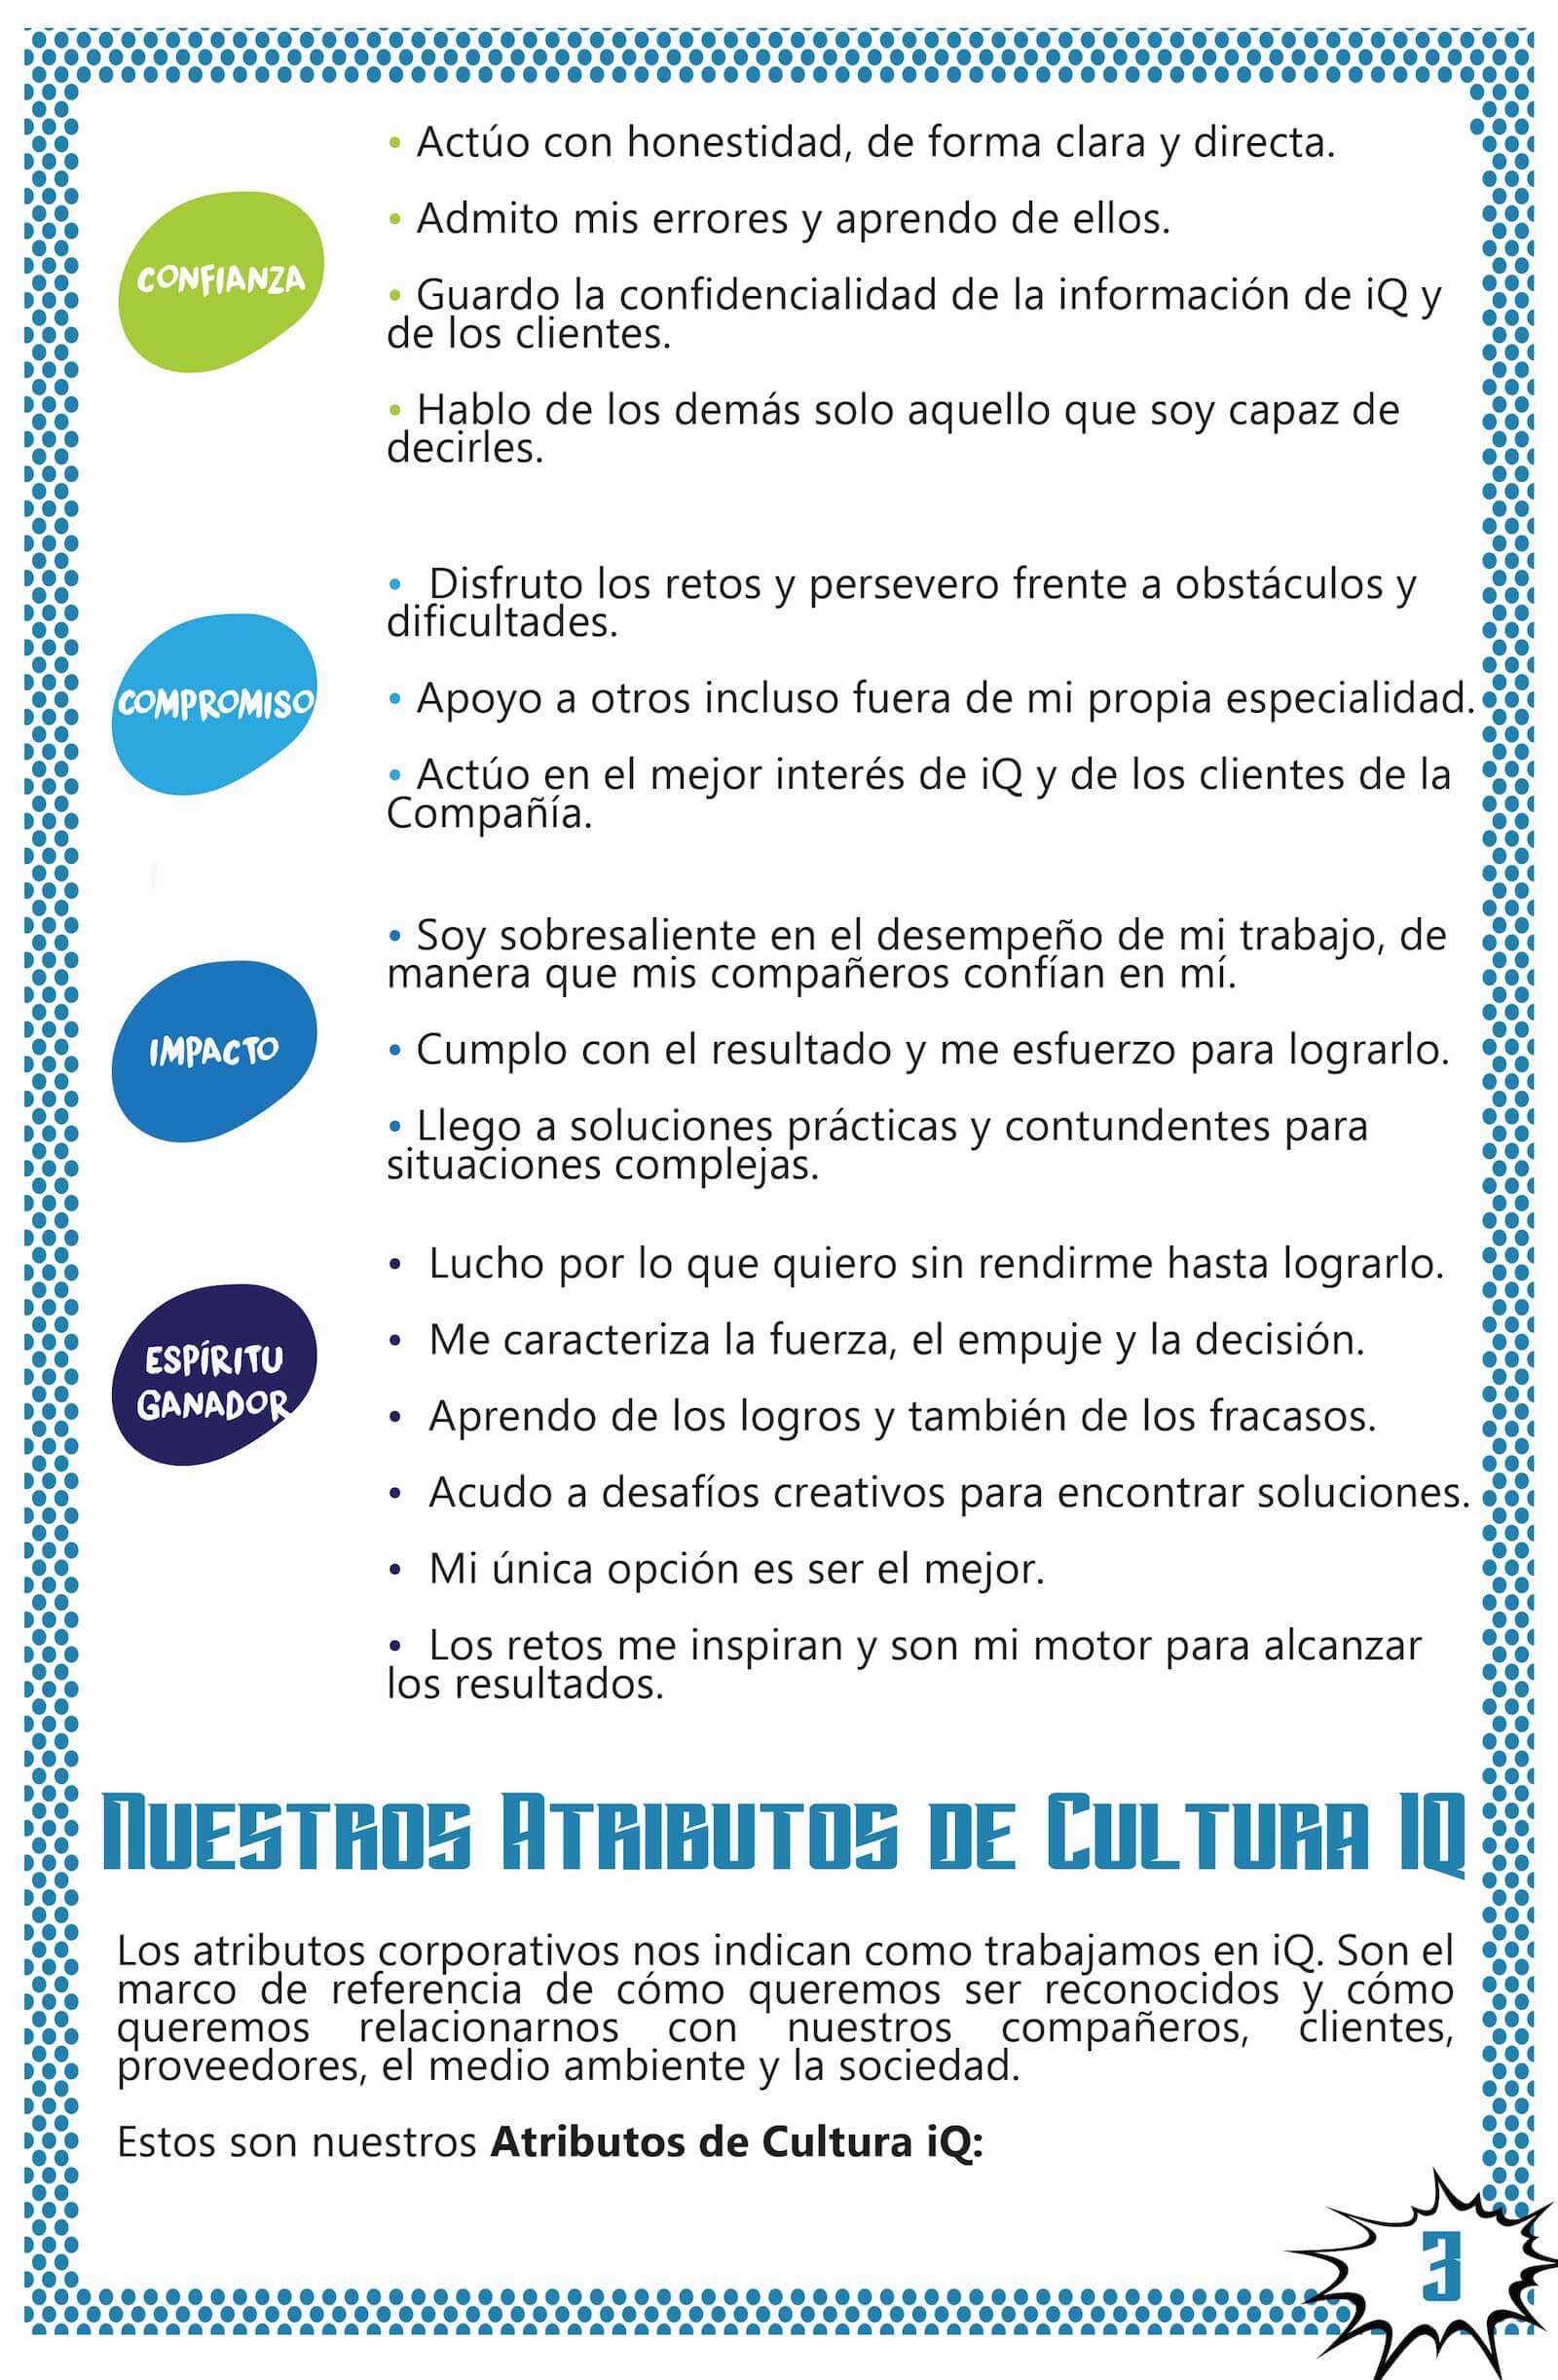 CONFIANZA
• Actúo con honestidad, de forma clara y directa.
• Admito mis errores y aprendo de ellos.
• Guardo la confidencialidad de la información de iQ y
de los clientes.
• Hablo de los demás solo aquello que soy capaz de
decirles.
COMPROMISO
• Disfruto los retos y persevero frente a obstáculos y
dificultades.
• Apoyo a otros incluso fuera de mi propia especialidad.
• Actúo en el mejor interés de iQ y de los clientes de la
Compañía.
IMPACTO
• Soy sobresaliente en el desempeño de mi trabajo, de
manera que mis compañeros confían en mí.
• Cumplo con el resultado y me esfuerzo para lograrlo.
• Llego a soluciones prácticas y contundentes para
situaciones complejas.
ESPÍRITU
GANADOR
• Lucho por lo que quiero sin rendirme hasta lograrlo.
• Me caracteriza la fuerza, el empuje y la decisión.
• Aprendo de los logros y también de los fracasos.
• Acudo a desafíos creativos para encontrar soluciones.
• Mi única opción es ser el mejor.
• Los retos me inspiran y son mi motor para alcanzar
los resultados.
Nuestros Atributos de Cultura IQ
Los atributos corporativos nos indican como trabajamos en iQ. Son el
marco de referencia de cómo queremos ser reconocidos y cómo
queremos relacionarnos con nuestros compañeros, clientes,
proveedores, el medio ambiente y la sociedad.
Estos son nuestros Atributos de Cultura iQ:
3